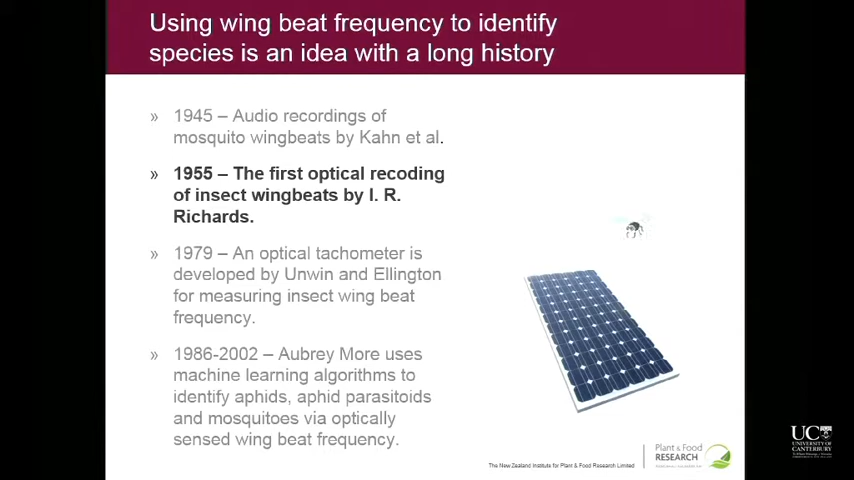 Using wing beat frequency to identify
species is an idea with a long history
» 1945 – Audio recordings of
mosquito wingbeats by Kahn et al.
» 1955 – The first optical recoding
of insect wingbeats by I. R.
Richards.
» 1979 – An optical tachometer is
developed by Unwin and Ellington
for measuring insect wing beat
frequency.
» 1986-2002 – Aubrey More uses
machine learning algorithms to
identify aphids, aphid parasitoids
and mosquitoes via optically
sensed wing beat frequency.
The New Zealand Institute for Plant & Food Research Limited
Plant & Food
RESEARCH
UC
UNIVERSITY OF
CANTERBURY